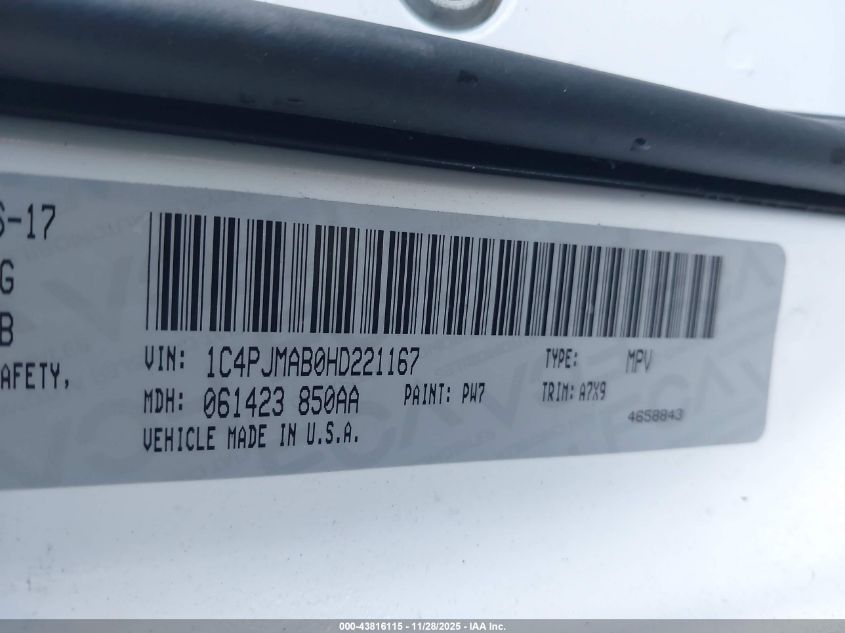 S-17
G
B
AFETY,
VIN: 1C4PJMAB0HD221167
TYPE: MPV
MDH: 061423 850AA
PAINT: PW7
TRIM: A7X9
4658843
VEHICLE MADE IN U.S.A.
000-43816115 - 11/28/2025 - IAA Inc.